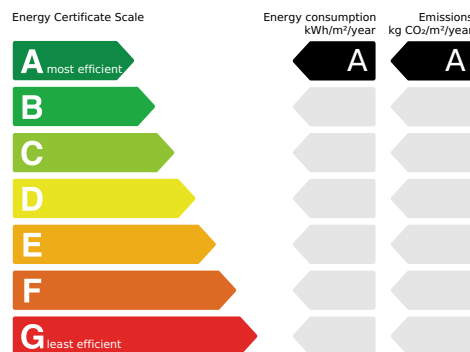 Energy Certificate Scale
Energy consumption
kWh/m²/year
Emissions
kg CO₂/m²/year
A most efficient
A
A
B
C
D
E
F
G least efficient